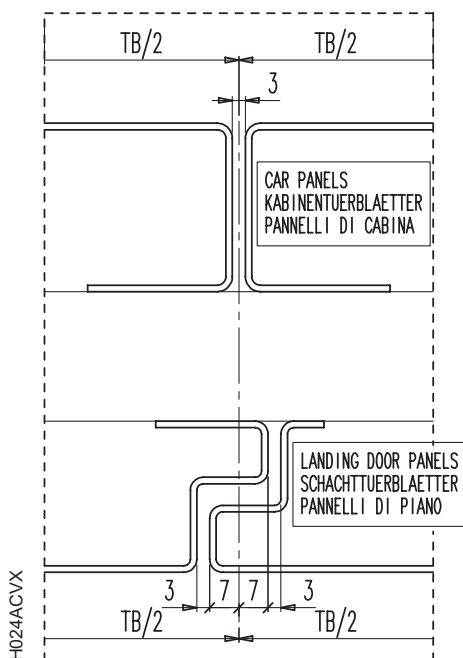 TB/2 TB/2
3
CAR PANELS
KABINENTUERBLAETTER
PANNELLI DI CABINA
LANDING DOOR PANELS
SCHACHTTUERBLAETTER
PANNELLI DI PIANO
3 7 7 3
TB/2 TB/2
H024ACVX